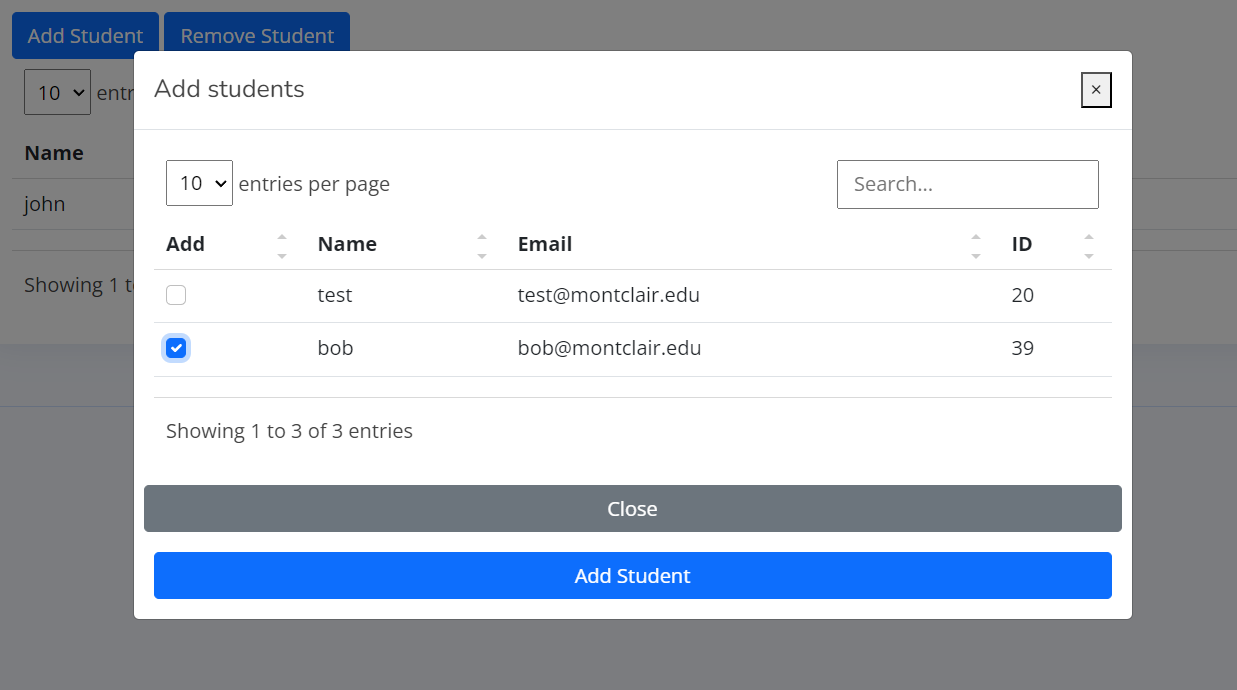 Add Student Remove Student
Add students ×
10 entr
Name
john
Showing 1 to
10 entries per page Search...
Add Name Email ID
test test@montclair.edu 20
bob bob@montclair.edu 39
Showing 1 to 3 of 3 entries
Close
Add Student